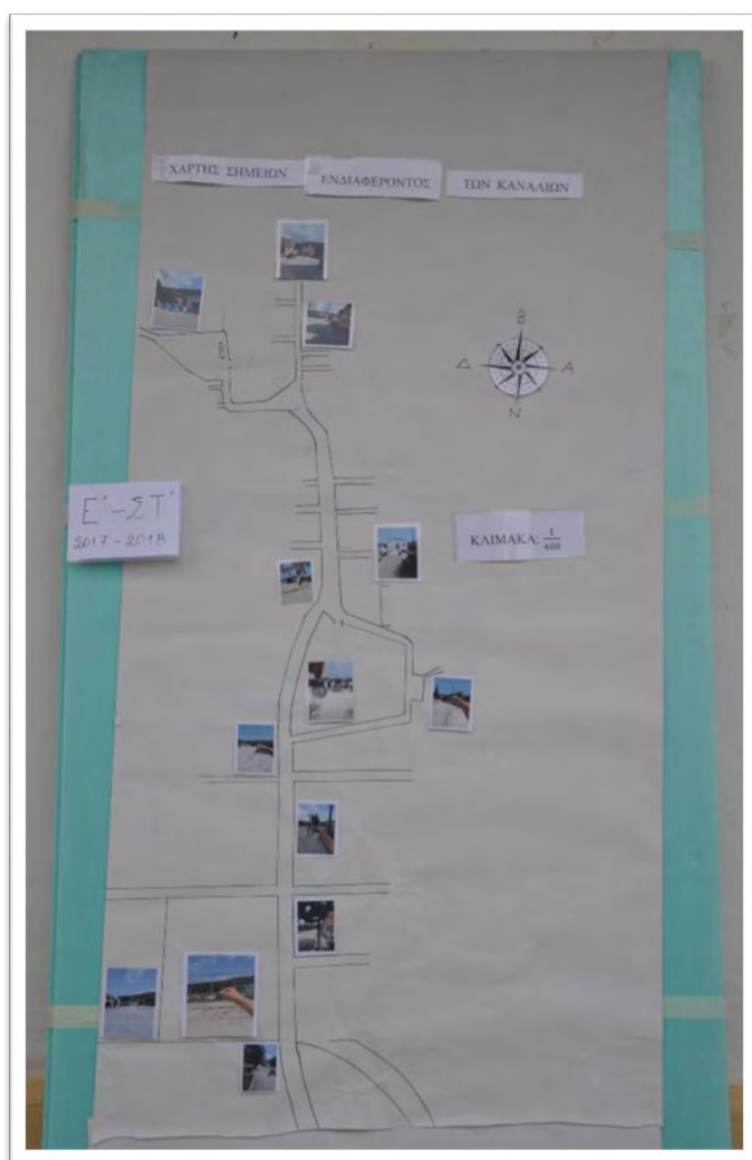 ΧΑΡΤΗΣ ΣΗΜΕΙΩΝ ΕΝΔΙΑΦΕΡΟΝΤΟΣ ΤΩΝ ΚΑΝΑΛΙΩΝ
Β
Δ Α
Ν
Ε΄-ΣΤ΄
2017-2018
ΚΛΙΜΑΚΑ: 1/400